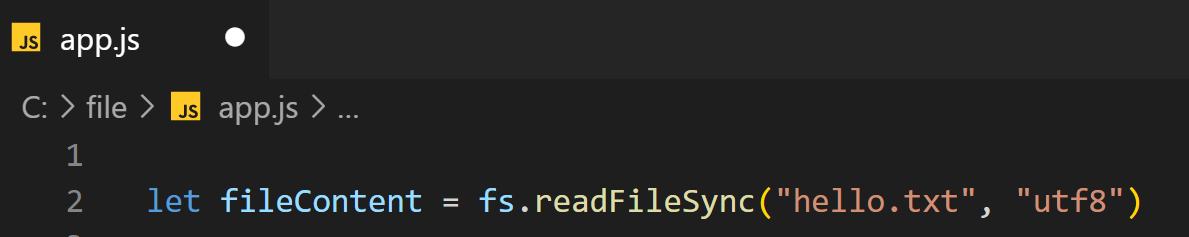 JS app.js
C: > file > JS app.js > ...
1
2 let fileContent = fs.readFileSync("hello.txt", "utf8")